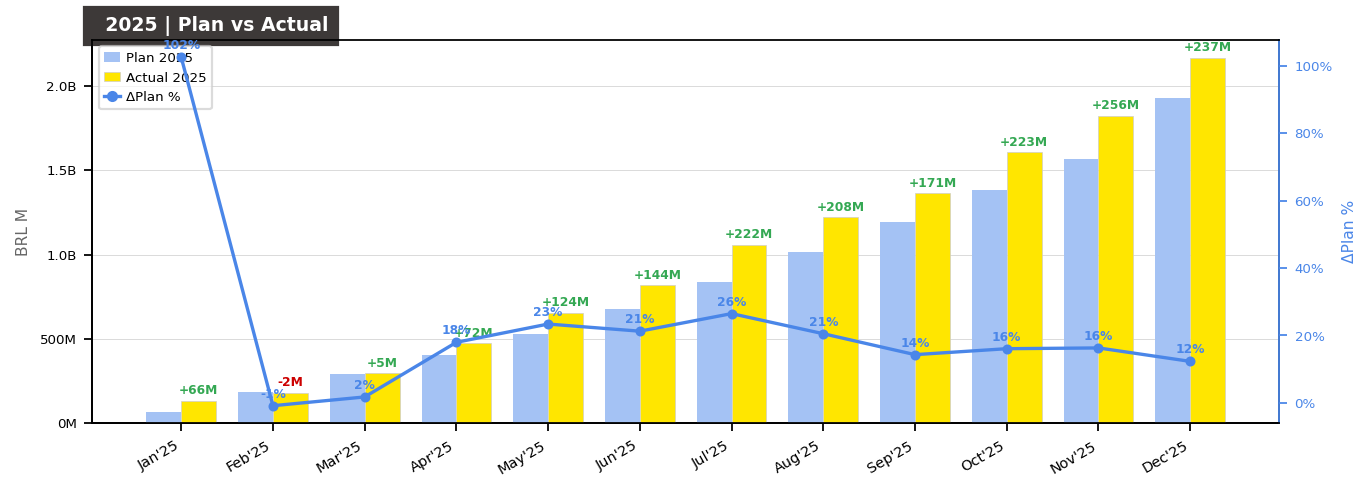 2025 | Plan vs Actual
Plan 2025
Actual 2025
ΔPlan %
BRL M
2.0B
1.5B
1.0B
500M
0M
102%
-1%
2%
18%
23%
21%
26%
21%
14%
16%
16%
12%
+66M
-2M
+5M
+72M
+124M
+144M
+222M
+208M
+171M
+223M
+256M
+237M
100%
80%
60%
40%
20%
0%
ΔPlan %
Jan'25
Feb'25
Mar'25
Apr'25
May'25
Jun'25
Jul'25
Aug'25
Sep'25
Oct'25
Nov'25
Dec'25